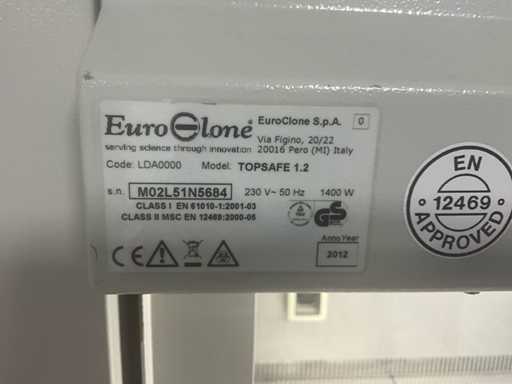 EuroClone®
serving science through innovation
EuroClone S.p.A. 0
Via Figino, 20/22
20016 Pero (MI) Italy
Code: LDA0000 Model: TOPSAFE 1.2
s.n. M02L51N5684 230 V~ 50 Hz 1400 W
CLASS I EN 61010-1:2001-03
CLASS II MSC EN 12469:2000-05
GS
Anno/Year
2012
CE
EN
12469
APPROVED